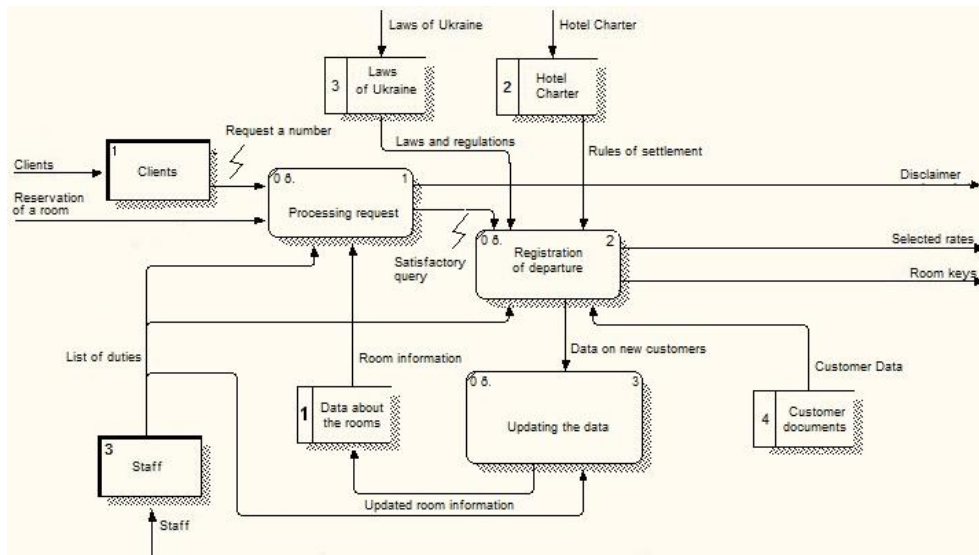 Laws of Ukraine
Hotel Charter
3
Laws
of Ukraine
2
Hotel
Charter
Request a number
Laws and regulations
Rules of settlement
Clients
1
Clients
Reservation
of a room
0 б.
1
Processing request
Disclaimer
Satisfactory
query
0 б.
2
Registration
of departure
Selected rates
Room keys
List of duties
Room information
Data on new customers
Customer Data
1
Data about
the rooms
0 б.
3
Updating the data
4
Customer
documents
3
Staff
Updated room information
Staff